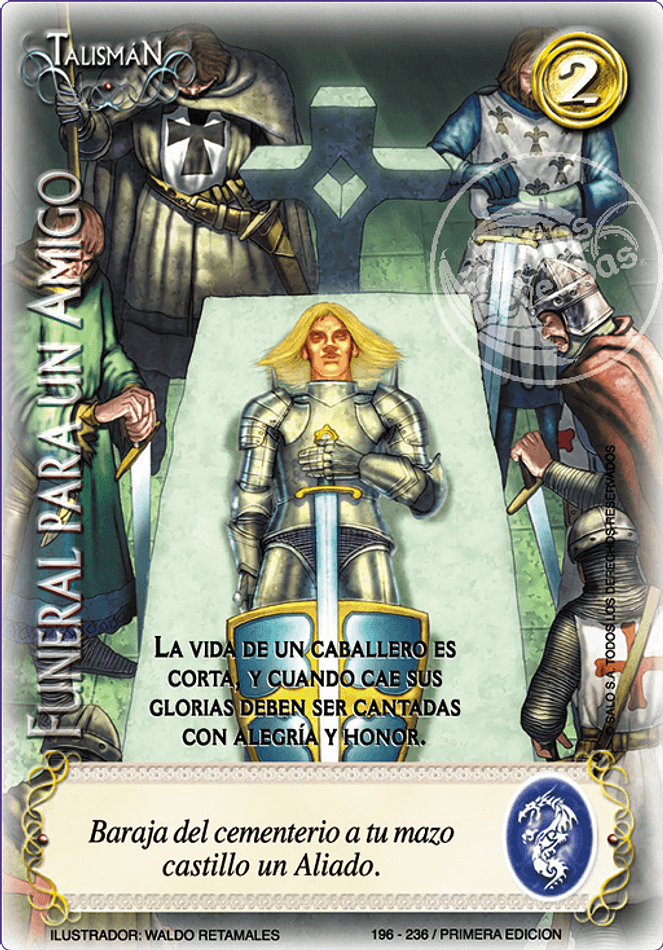 TALISMÁN
2
FUNERAL PARA UN AMIGO
LA VIDA DE UN CABALLERO ES
CORTA, Y CUANDO CAE SUS
GLORIAS DEBEN SER CANTADAS
CON ALEGRÍA Y HONOR.
© SALO S.A. TODOS LOS DERECHOS RESERVADOS
Baraja del cementerio a tu mazo
castillo un Aliado.
ILUSTRADOR: WALDO RETAMALES
196 - 236 / PRIMERA EDICION